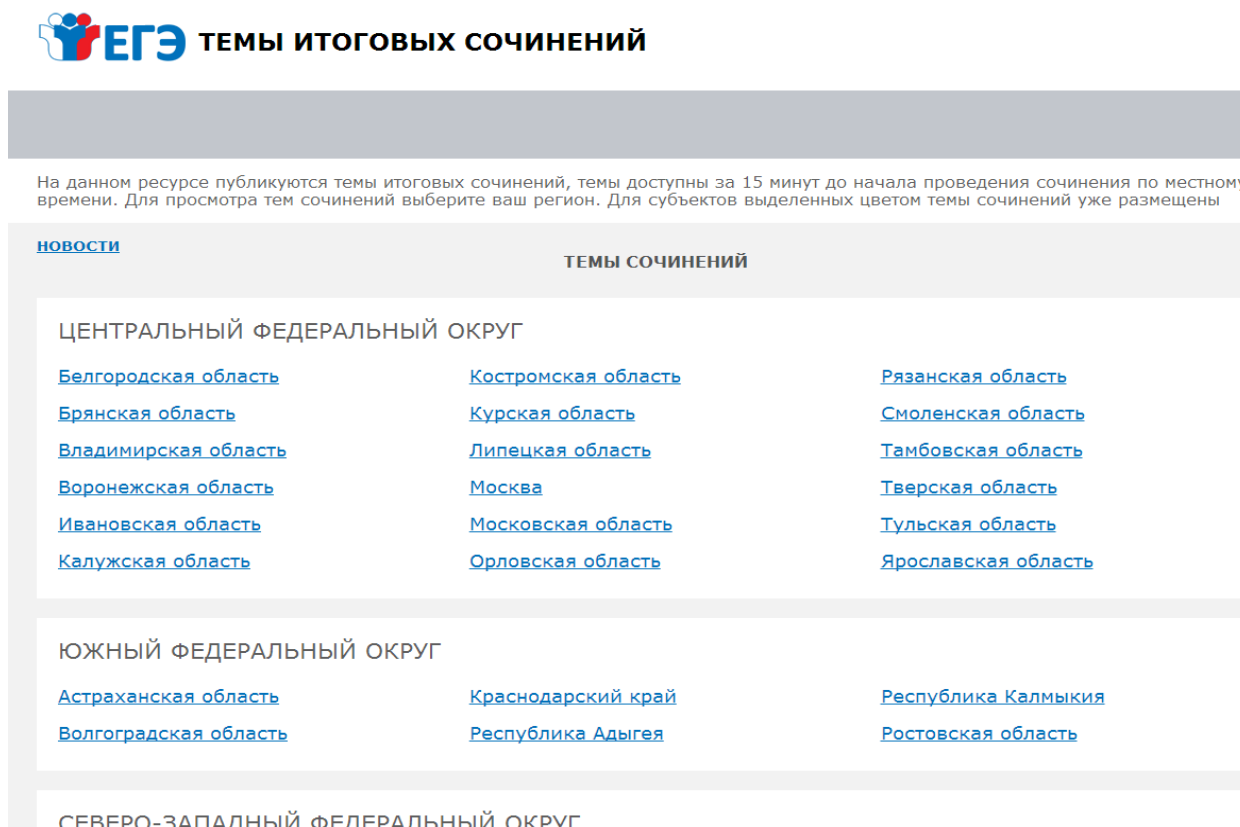 ЕГЭ ТЕМЫ ИТОГОВЫХ СОЧИНЕНИЙ
На данном ресурсе публикуются темы итоговых сочинений, темы доступны за 15 минут до начала проведения сочинения по местному
времени. Для просмотра тем сочинений выберите ваш регион. Для субъектов выделенных цветом темы сочинений уже размещены
НОВОСТИ
ТЕМЫ СОЧИНЕНИЙ
ЦЕНТРАЛЬНЫЙ ФЕДЕРАЛЬНЫЙ ОКРУГ
Белгородская область Костромская область Рязанская область
Брянская область Курская область Смоленская область
Владимирская область Липецкая область Тамбовская область
Воронежская область Москва Тверская область
Ивановская область Московская область Тульская область
Калужская область Орловская область Ярославская область
ЮЖНЫЙ ФЕДЕРАЛЬНЫЙ ОКРУГ
Астраханская область Краснодарский край Республика Калмыкия
Волгоградская область Республика Адыгея Ростовская область
СЕВЕРО-ЗАПАДНЫЙ ФЕДЕРАЛЬНЫЙ ОКРУГ